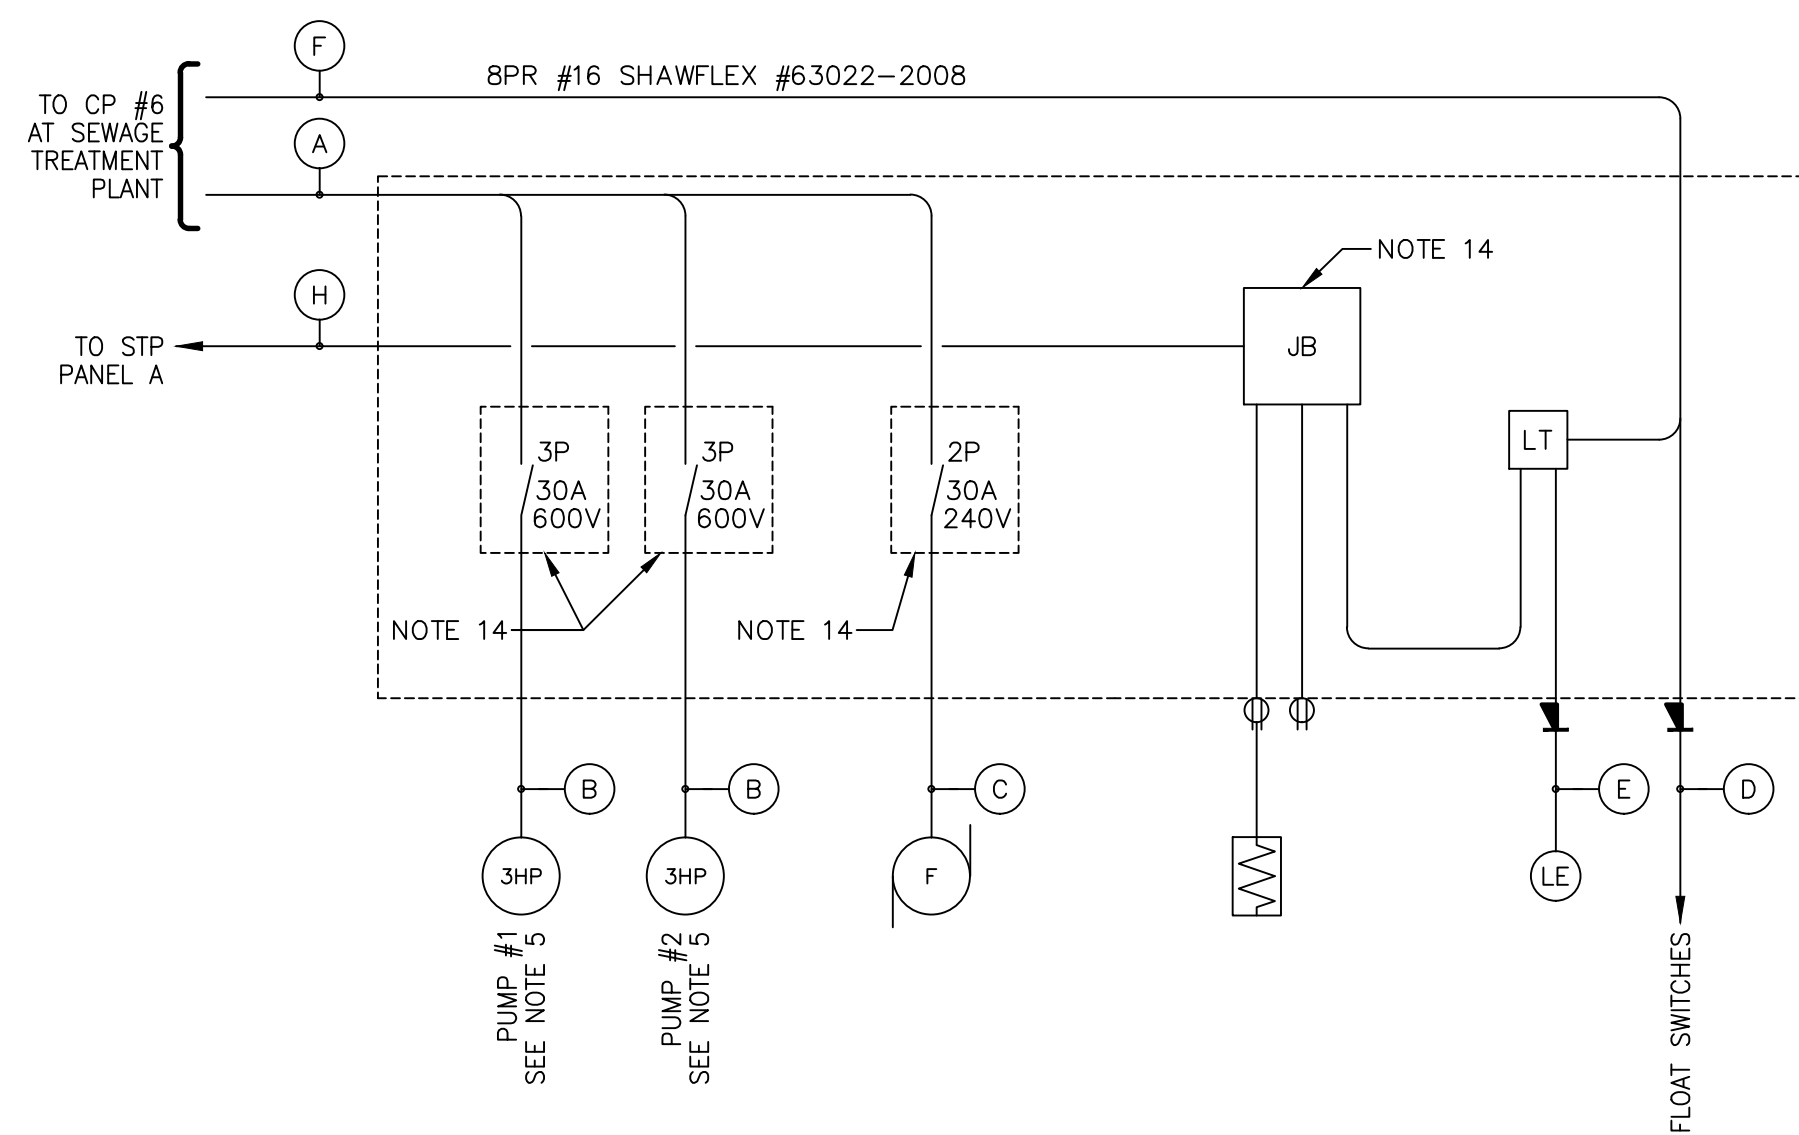 F
8PR #16 SHAWFLEX #63022-2008
TO CP #6
AT SEWAGE
TREATMENT
PLANT
A
NOTE 14
H
TO STP
PANEL A
JB
LT
3P
30A
600V
3P
30A
600V
2P
30A
240V
NOTE 14
NOTE 14
B
B
C
E
D
3HP
3HP
F
LE
PUMP #1
SEE NOTE 5
PUMP #2
SEE NOTE 5
FLOAT SWITCHES